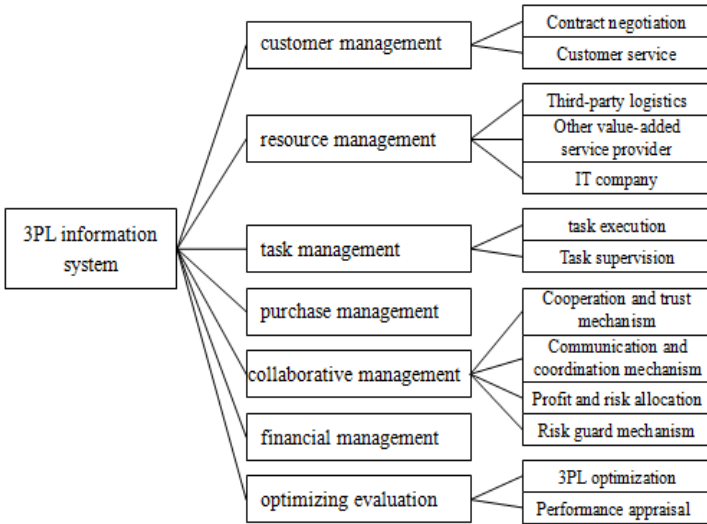 3PL information
system
customer management
Contract negotiation
Customer service
resource management
Third-party logistics
Other value-added
service provider
IT company
task management
task execution
Task supervision
purchase management
collaborative management
Cooperation and trust
mechanism
Communication and
coordination mechanism
Profit and risk allocation
Risk guard mechanism
financial management
optimizing evaluation
3PL optimization
Performance appraisal